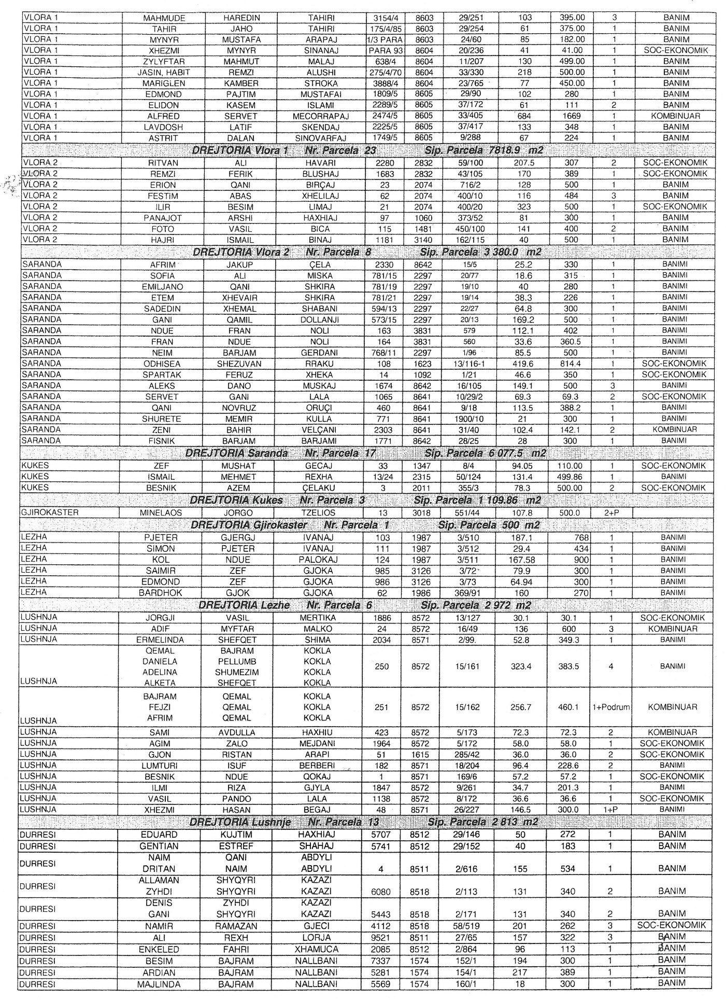 VLORA 1 MAHMUDE HAREDIN TAHIRI 3154/4 8603 29/251 103 395.00 3 BANIM
VLORA 1 TAHIR JAHO TAHIRI 175/4/85 8603 29/254 61 375.00 1 BANIM
VLORA 1 MYNYR MUSTAFA ARAPAJ 1/3 PARA 8603 24/60 85 182.00 1 BANIM
VLORA 1 XHEZMI MYNYR SINANAJ PARA 93 8604 20/236 41 41.00 1 SOC-EKONOMIK
VLORA 1 ZYLYFTAR MAHMUT MALAJ 638/4 8604 11/207 130 499.00 1 BANIM
VLORA 1 JASIN, HABIT REMZI ALUSHI 275/4/70 8604 33/330 218 500.00 1 BANIM
VLORA 1 MARIGLEN KAMBER STROKA 3888/4 8604 23/765 77 450.00 1 BANIM
VLORA 1 EDMOND PAJTIM MUSTAFAI 1809/5 8605 29/90 102 280 1 BANIM
VLORA 1 ELIDON KASEM ISLAMI 2289/5 8605 37/172 61 111 2 BANIM
VLORA 1 ALFRED SERVET MECORRAPAJ 2474/5 8605 33/405 684 1669 1 KOMBINUAR
VLORA 1 LAVDOSH LATIF SKENDAJ 2225/5 8605 37/417 133 348 1 BANIM
VLORA 1 ASTRIT DALAN SINOVARFAJ 1749/5 8605 9/288 67 224 1 BANIM
DREJTORIA Vlora 1 Nr. Parcela 23 Sip. Parcela 7818.9 m2
VLORA 2 RITVAN ALI HAVARI 2280 2832 59/100 207.5 307 2 SOC-EKONOMIK
VLORA 2 REMZI FERIK BLUSHAJ 1683 2832 43/105 170 389 1 SOC-EKONOMIK
VLORA 2 ERION QANI BIRÇAJ 23 2074 716/2 128 500 1 BANIM
VLORA 2 FESTIM ABAS XHELILAJ 62 2074 400/10 116 484 3 BANIM
VLORA 2 ILIR BESIM LIMAJ 21 2074 400/20 323 500 1 SOC-EKONOMIK
VLORA 2 PANAJOT ARSHI HAXHIAJ 97 1060 373/52 81 300 1 BANIM
VLORA 2 FOTO VASIL BICA 115 1481 450/100 141 400 2 BANIM
VLORA 2 HAJRI ISMAIL BINAJ 1181 3140 162/115 40 500 1 BANIM
DREJTORIA Vlora 2 Nr. Parcela 8 Sip. Parcela 3 380.0 m2
SARANDA AFRIM JAKUP ÇELA 2330 8642 15/5 25.2 330 1 BANIMI
SARANDA SOFIA ALI MISKA 781/15 2297 20/77 18.6 315 1 BANIMI
SARANDA EMILJANO QANI SHKIRA 781/19 2297 19/10 40 280 1 BANIMI
SARANDA ETEM XHEVAIR SHKIRA 781/21 2297 19/14 38.3 226 1 BANIMI
SARANDA SADEDIN XHEMAL SHABANI 594/13 2297 22/27 64.8 300 1 BANIMI
SARANDA GANI QAMIL DOLLANJI 573/15 2297 20/13 169.2 500 1 BANIMI
SARANDA NDUE FRAN NOLI 163 3831 579 112.1 402 1 BANIMI
SARANDA FRAN NDUE NOLI 164 3831 560 33.6 360.5 1 BANIMI
SARANDA NEIM BARJAM GERDANI 768/11 2297 1/96 85.5 500 1 BANIMI
SARANDA ODHISEA SHEZUVAN RRAKU 108 1623 13/116-1 419.6 814.4 1 SOC-EKONOMIK
SARANDA SPARTAK FERUZ XHEKA 14 1092 1/21 46.6 350 1 SOC-EKONOMIK
SARANDA ALEKS DANO MUSKAJ 1674 8642 16/105 149.1 500 3 BANIMI
SARANDA SERVET GANI LALA 1065 8641 10/29/2 69.3 69.3 2 SOC-EKONOMIK
SARANDA QANI NOVRUZ ORUÇI 460 8641 9/18 113.5 388.2 1 BANIMI
SARANDA SHURETE MEMIR KULLA 771 8641 1900/10 21 300 1 BANIMI
SARANDA ZENI BAHIR VELÇANI 2303 8641 31/40 102.4 142.1 2 KOMBINUAR
SARANDA FISNIK BARJAM BARJAMI 1771 8642 28/25 28 300 1 BANIMI
DREJTORIA Saranda Nr. Parcela 17 Sip. Parcela 6 077.5 m2
KUKES ZEF MUSHAT GECAJ 33 1347 8/4 94.05 110.00 1 SOC-EKONOMIK
KUKES ISMAIL MEHMET REXHA 13/24 2315 50/124 131.4 499.86 1 BANIMI
KUKES BESNIK AZEM ÇELAKU 3 2011 355/3 78.3 500.00 2 SOC-EKONOMIK
DREJTORIA Kukes Nr. Parcela 3 Sip. Parcela 1 109.86 m2
GJIROKASTER MINELAOS JORGO TZELIOS 13 3018 551/44 107.8 500.0 2+P
DREJTORIA Gjirokaster Nr. Parcela 1 Sip. Parcela 500 m2
LEZHA PJETER GJERGJ IVANAJ 103 1987 3/510 187.1 768 1 BANIMI
LEZHA SIMON PJETER IVANAJ 111 1987 3/512 29.4 434 1 BANIMI
LEZHA KOL NDUE PALOKAJ 124 1987 3/511 167.58 900 1 BANIMI
LEZHA SAIMIR ZEF GJOKA 985 3126 3/72 79.9 300 1 BANIMI
LEZHA EDMOND ZEF GJOKA 986 3126 3/73 64.94 300 1 BANIMI
LEZHA BARDHOK GJOK GJOKA 62 1986 369/91 160 270 1 BANIMI
DREJTORIA Lezhe Nr. Parcela 6 Sip. Parcela 2 972 m2
LUSHNJA JORGJI VASIL MERTIKA 1886 8572 13/127 30.1 30.1 1 SOC-EKONOMIK
LUSHNJA ADIF MYFTAR MALKO 24 8572 16/49 136 600 3 KOMBINUAR
LUSHNJA ERMELINDA SHEFQET SHIMA 2034 8571 2/99. 52.8 349.3 1 BANIMI
QEMAL BAJRAM KOKLA
DANIELA PELLUMB KOKLA
250 8572 15/161 323.4 383.5 4 BANIMI
ADELINA SHUMEZIM KOKLA
LUSHNJA ALKETA SHEFQET KOKLA
BAJRAM QEMAL KOKLA
FEJZI QEMAL KOKLA 251 8572 15/162 256.7 460.1 1+Podrum KOMBINUAR
AFRIM QEMAL KOKLA
LUSHNJA
LUSHNJA SAMI AVDULLA HAXHIU 423 8572 5/173 72.3 72.3 2 KOMBINUAR
LUSHNJA AGIM ZALO MEJDANI 1964 8572 5/172 58.0 58.0 1 SOC-EKONOMIK
LUSHNJA GJON RISTAN ARAPI 51 1615 285/42 36.0 36.0 2 SOC-EKONOMIK
LUSHNJA LUMTURI ISUF BERBERI 182 8571 18/204 96.4 228.6 2 BANIMI
LUSHNJA BESNIK NDUE QOKAJ 1 8571 169/6 57.2 57.2 1 SOC-EKONOMIK
LUSHNJA ILMI RIZA GJYLA 1847 8572 9/261 34.7 201.3 1 BANIMI
LUSHNJA VASIL PANDO LALA 1138 8572 8/172 36.6 36.6 1 SOC-EKONOMIK
LUSHNJA XHEZMI HASAN BEGAJ 48 8571 26/227 146.5 300.0 1+P BANIMI
DREJTORIA Lushnje Nr. Parcela 13 Sip. Parcela 2 813 m2
DURRESI EDUARD KUJTIM HAXHIAJ 5707 8512 29/146 50 272 1 BANIM
DURRESI GENTIAN ESTREF SHAHAJ 5741 8512 29/152 40 183 1 BANIM
NAIM QANI ABDYLI
DURRESI
DRITAN NAIM ABDYLI 4 8511 2/616 155 534 1 BANIM
ALLAMAN SHYQYRI KAZAZI
DURRESI
ZYHDI SHYQYRI KAZAZI 6080 8518 2/113 131 340 2 BANIM
DENIS ZYHDI KAZAZI
DURRESI
GANI SHYQYRI KAZAZI 5443 8518 2/171 131 340 2 BANIM
DURRESI NAMIR RAMAZAN GJECI 4112 8518 58/519 201 262 3 SOC-EKONOMIK
DURRESI ALI REXH LORJA 9521 8511 27/65 157 322 3 BANIM
DURRESI ENKELED FAHRI XHAMUCA 2085 8512 2/864 96 113 1 BANIM
DURRESI BESIM BAJRAM NALLBANI 7337 1574 152/1 194 300 1 BANIM
DURRESI ARDIAN BAJRAM NALLBANI 5281 1574 154/1 217 389 1 BANIM
DURRESI MAJLINDA BAJRAM NALLBANI 5569 1574 160/1 18 300 1 BANIM